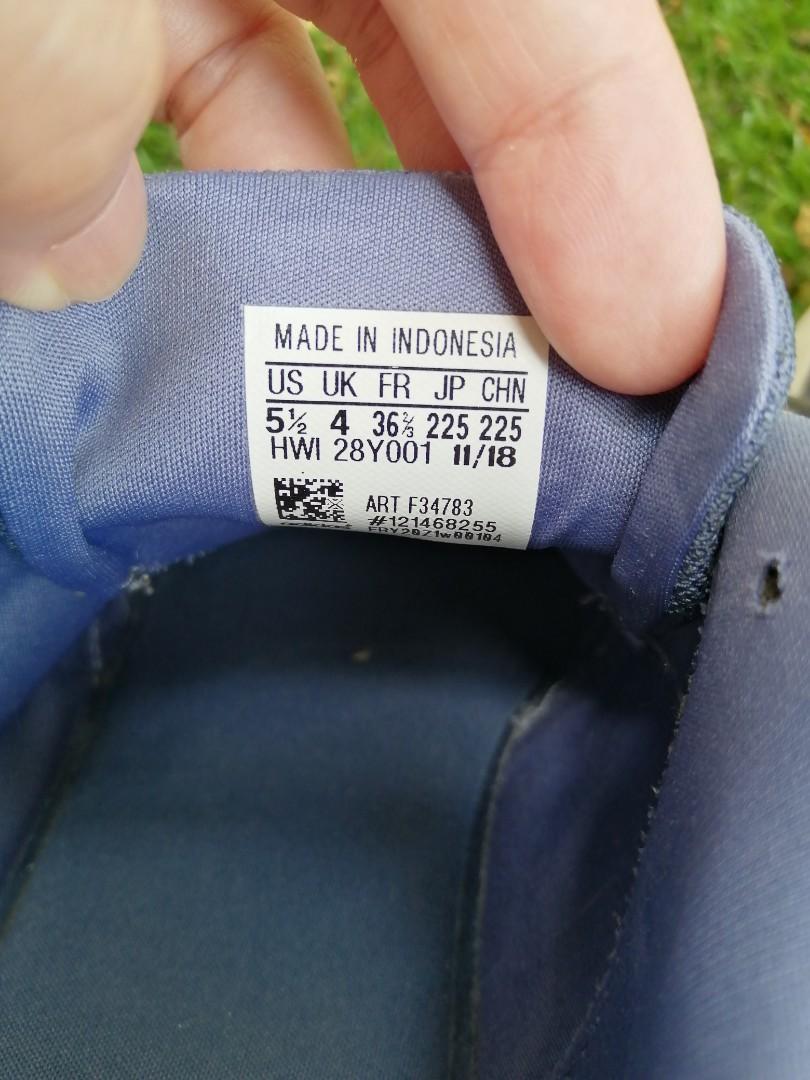 MADE IN INDONESIA
US UK FR JP CHN
5½ 4 36⅔ 225 225
HWI 28Y001 11/18
ART F34783
#121468255